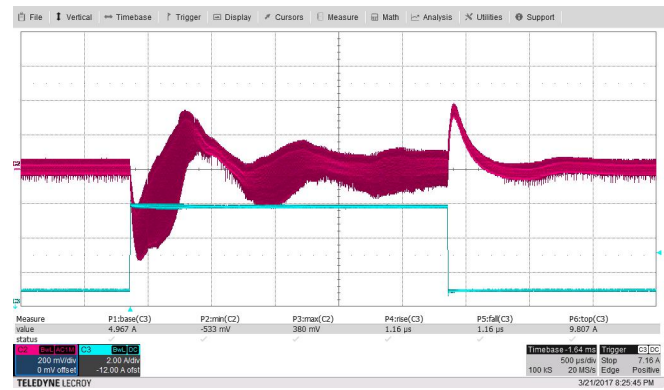 File Vertical Timebase Trigger Display Cursors Measure Math Analysis Utilities Support
C2
C3
Measure P1:base(C3) P2:min(C2) P3:max(C2) P4:rise(C3) P5:fall(C3) P6:top(C3)
value 4.967 A -533 mV 380 mV 1.16 µs 1.16 µs 9.807 A
status
C2 BwL AC1M C3 BwL DC Timebase -1.64 ms Trigger C3 DC
200 mV/div 2.00 A/div 500 µs/div Stop 7.16 A
0 mV offset -12.00 A ofst 100 kS 20 MS/s Edge Positive
TELEDYNE LECROY 3/21/2017 8:25:45 PM